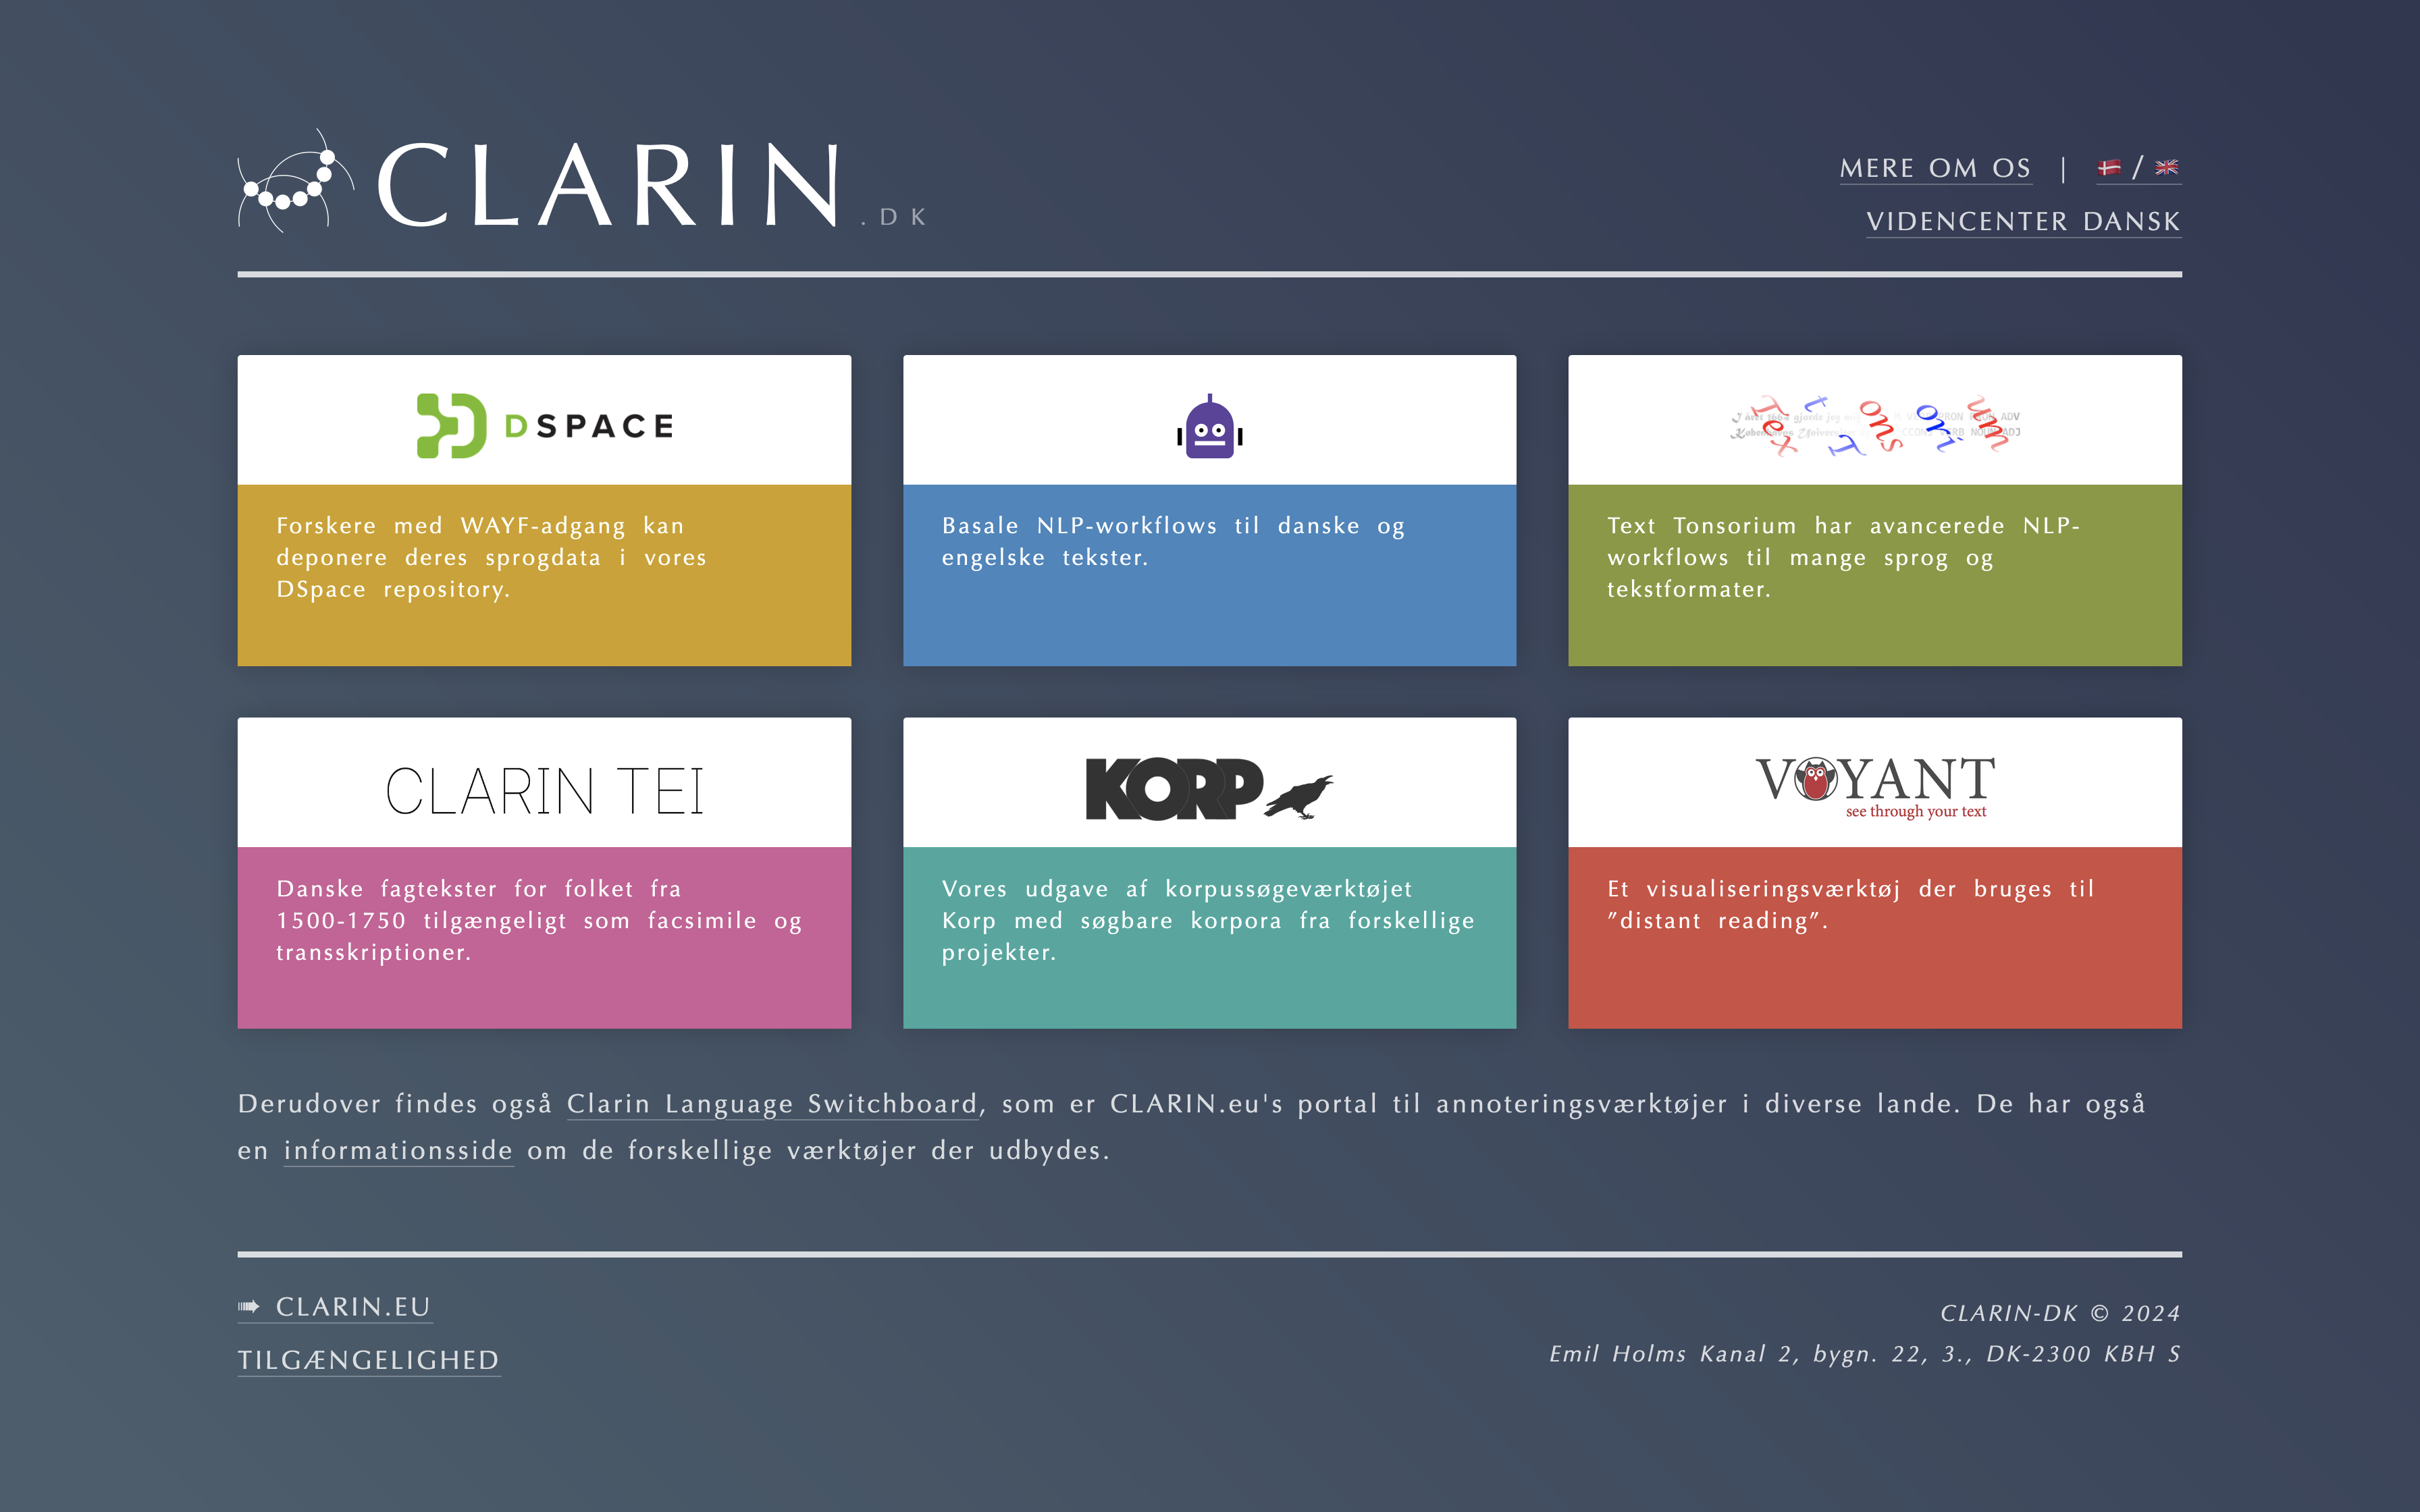 CLARIN.DK
MERE OM OS | 🇩🇰 / 🇬🇧
VIDENCENTER DANSK
DSPACE
Forskere med WAYF-adgang kan
deponere deres sprogdata i vores
DSpace repository.
Basale NLP-workflows til danske og
engelske tekster.
Text Tonsorium
Text Tonsorium har avancerede NLP-
workflows til mange sprog og
tekstformater.
CLARIN TEI
Danske fagtekster for folket fra
1500-1750 tilgængeligt som facsimile og
transskriptioner.
KORP
Vores udgave af korpussøgeværktøjet
Korp med søgbare korpora fra forskellige
projekter.
VOYANT
see through your text
Et visualiseringsværktøj der bruges til
”distant reading”.
Derudover findes også Clarin Language Switchboard, som er CLARIN.eu's portal til annoteringsværktøjer i diverse lande. De har også
en informationsside om de forskellige værktøjer der udbydes.
➠ CLARIN.EU
TILGÆNGELIGHED
CLARIN-DK © 2024
Emil Holms Kanal 2, bygn. 22, 3., DK-2300 KBH S